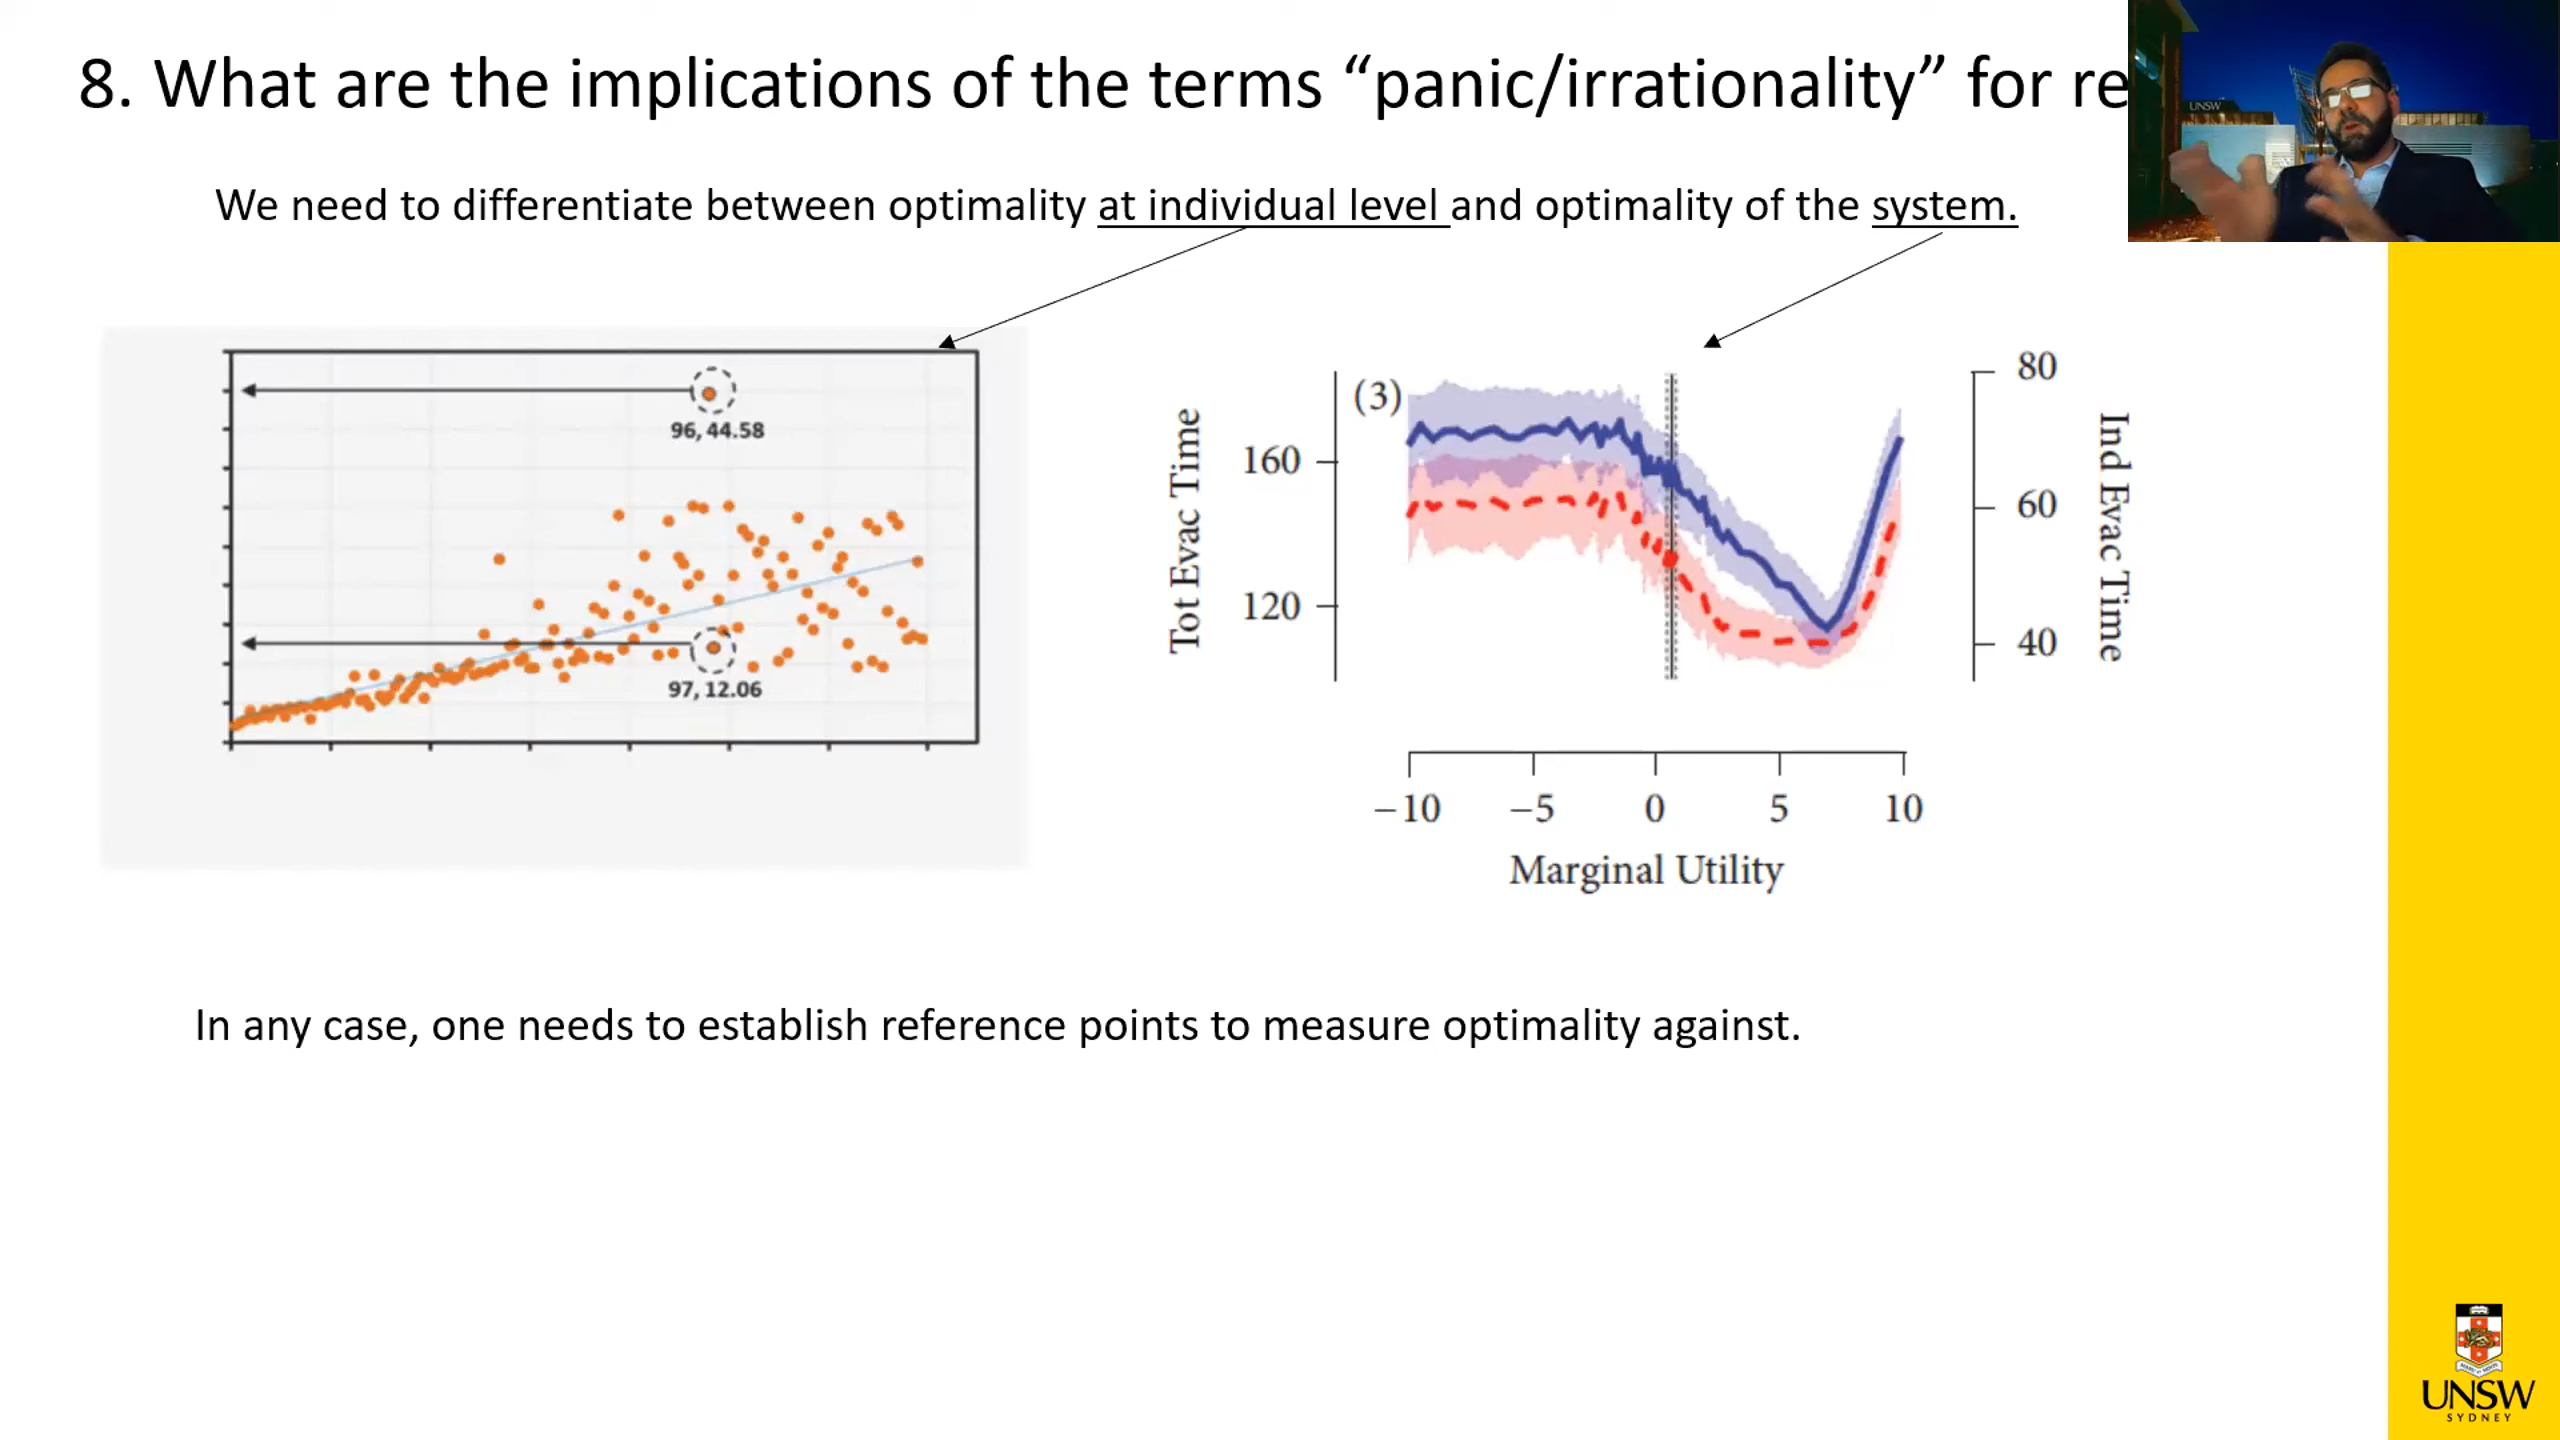 8. What are the implications of the terms “panic/irrationality” for re
UNSW
We need to differentiate between optimality at individual level and optimality of the system.
96, 44.58
97, 12.06
(3)
Tot Evac Time
160
120
80
60
40
Ind Evac Time
−10 −5 0 5 10
Marginal Utility
In any case, one needs to establish reference points to measure optimality against.
UNSW
SYDNEY